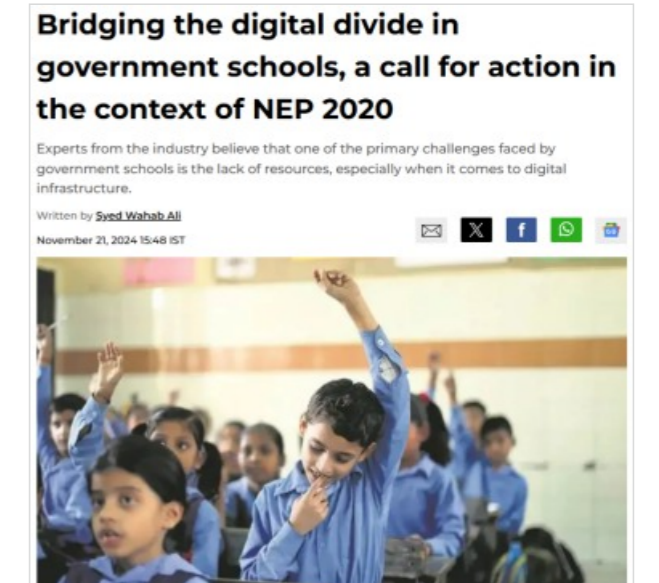 Bridging the digital divide in
government schools, a call for action in
the context of NEP 2020
Experts from the industry believe that one of the primary challenges faced by
government schools is the lack of resources, especially when it comes to digital
infrastructure.
Written by Syed Wahab Ali
November 21, 2024 15:48 IST